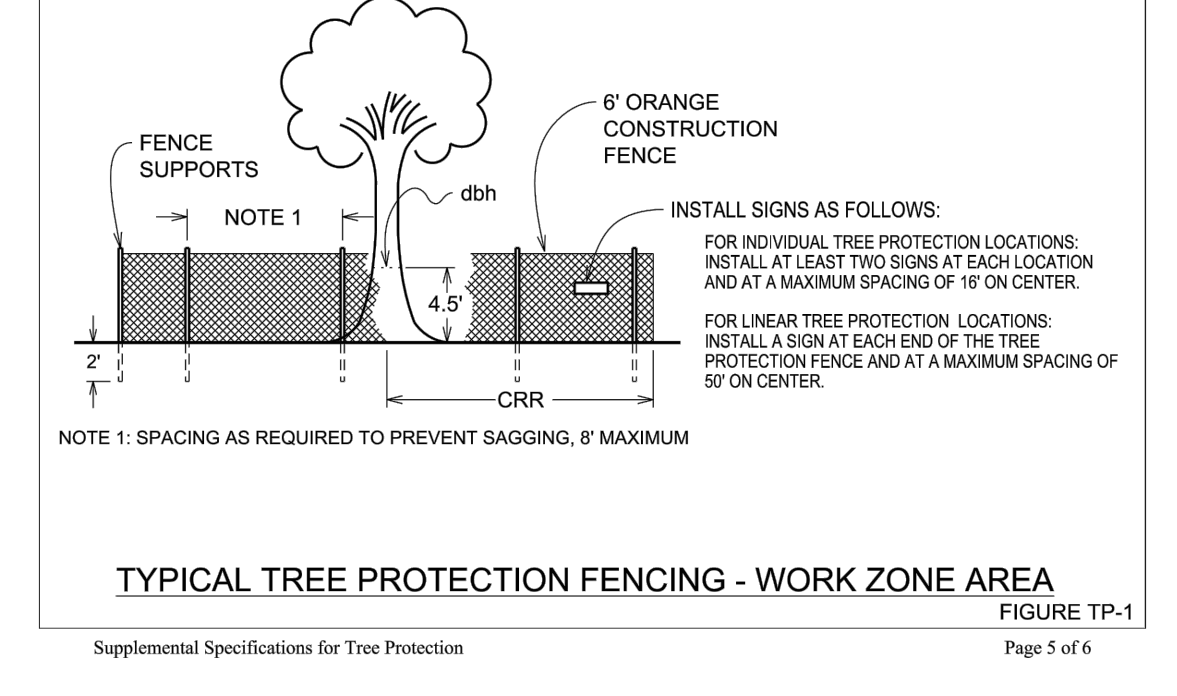 6' ORANGE
CONSTRUCTION
FENCE
FENCE
SUPPORTS
dbh
NOTE 1
INSTALL SIGNS AS FOLLOWS:
FOR INDIVIDUAL TREE PROTECTION LOCATIONS:
INSTALL AT LEAST TWO SIGNS AT EACH LOCATION
AND AT A MAXIMUM SPACING OF 16' ON CENTER.
4.5'
FOR LINEAR TREE PROTECTION LOCATIONS:
INSTALL A SIGN AT EACH END OF THE TREE
PROTECTION FENCE AND AT A MAXIMUM SPACING OF
50' ON CENTER.
2'
CRR
NOTE 1: SPACING AS REQUIRED TO PREVENT SAGGING, 8' MAXIMUM
TYPICAL TREE PROTECTION FENCING - WORK ZONE AREA
FIGURE TP-1
Supplemental Specifications for Tree Protection
Page 5 of 6